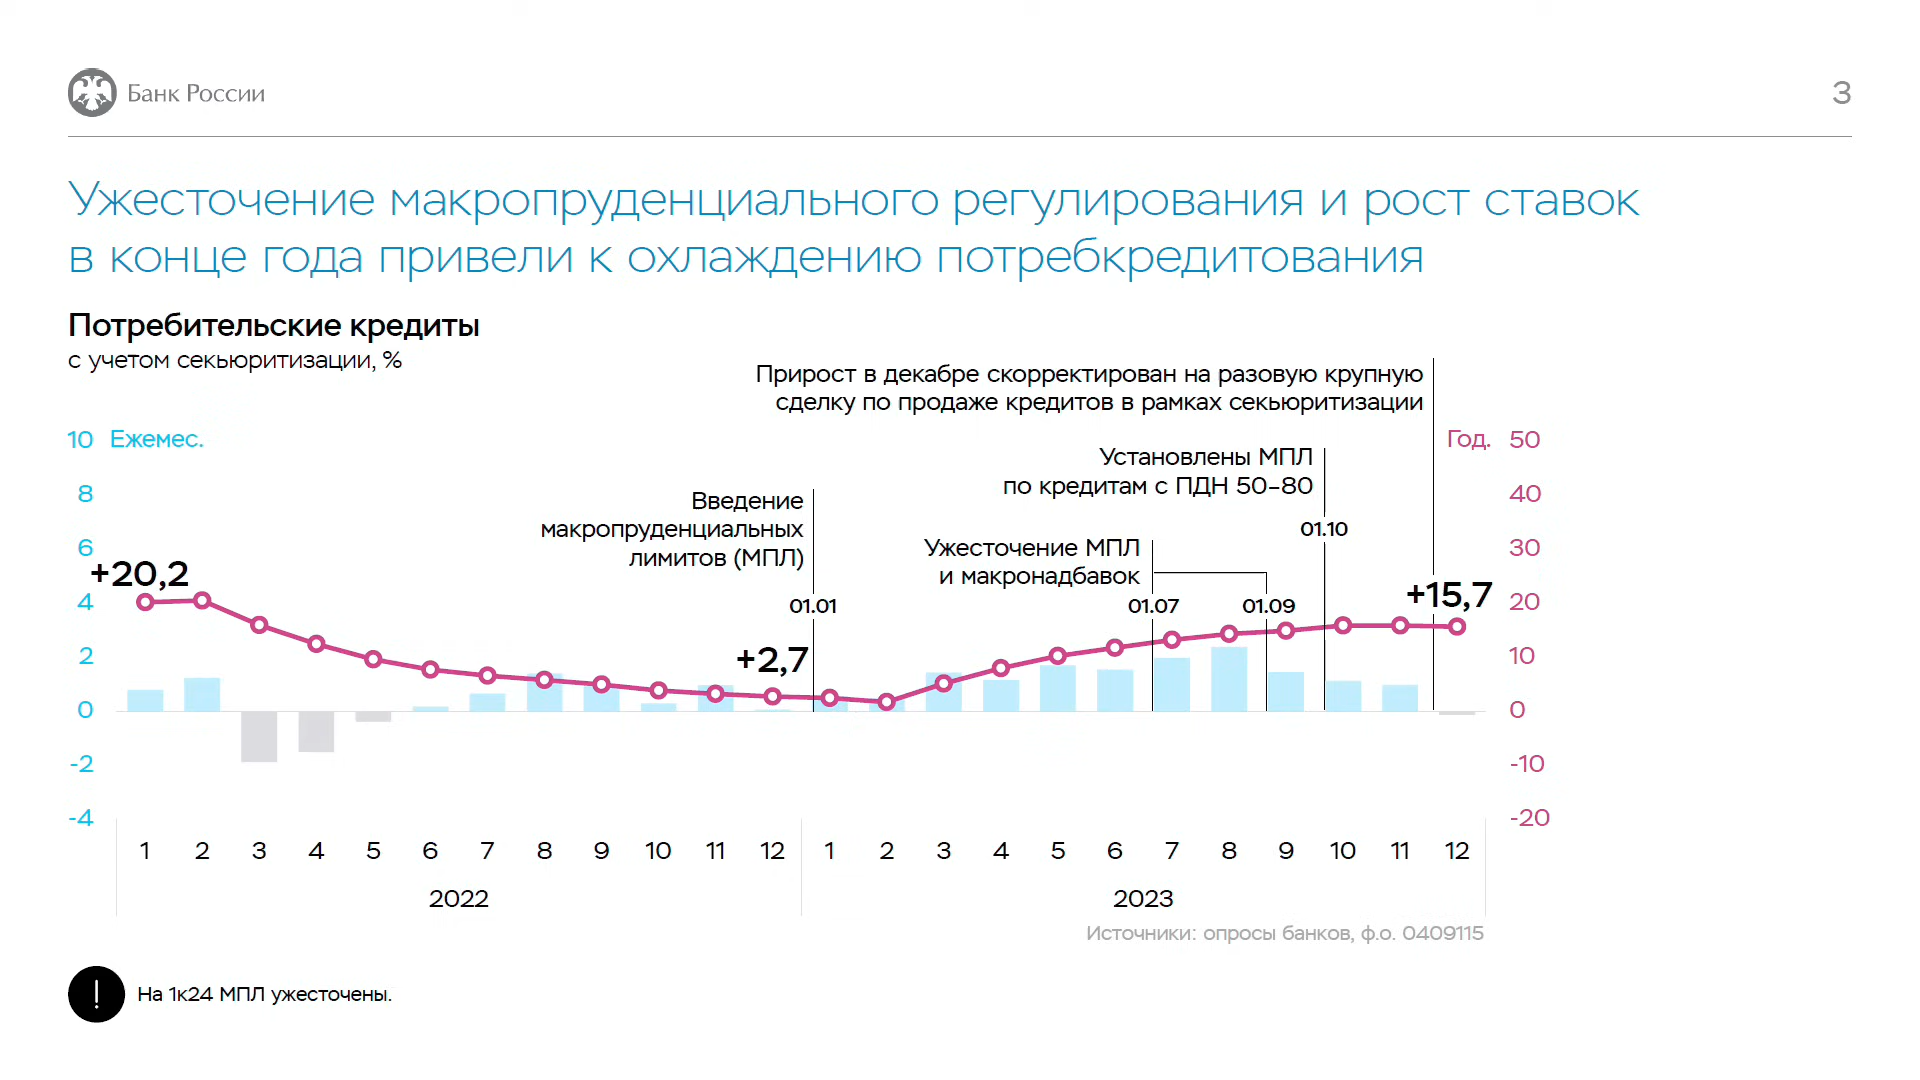 Банк России
3
Ужесточение макропруденциального регулирования и рост ставок
в конце года привели к охлаждению потребкредитования
Потребительские кредиты
с учетом секьюритизации, %
Прирост в декабре скорректирован на разовую крупную
сделку по продаже кредитов в рамках секьюритизации
10 Ежемес.
Год. 50
Установлены МПЛ
по кредитам с ПДН 50–80
8
40
Введение
макропруденциальных
лимитов (МПЛ)
01.10
6
30
Ужесточение МПЛ
и макронадбавок
+20,2
+15,7
4
01.01
01.07
01.09
20
2
+2,7
10
0
0
-2
-10
-4
-20
1 2 3 4 5 6 7 8 9 10 11 12 1 2 3 4 5 6 7 8 9 10 11 12
2022
2023
Источники: опросы банков, ф.о. 0409115
! На 1к24 МПЛ ужесточены.